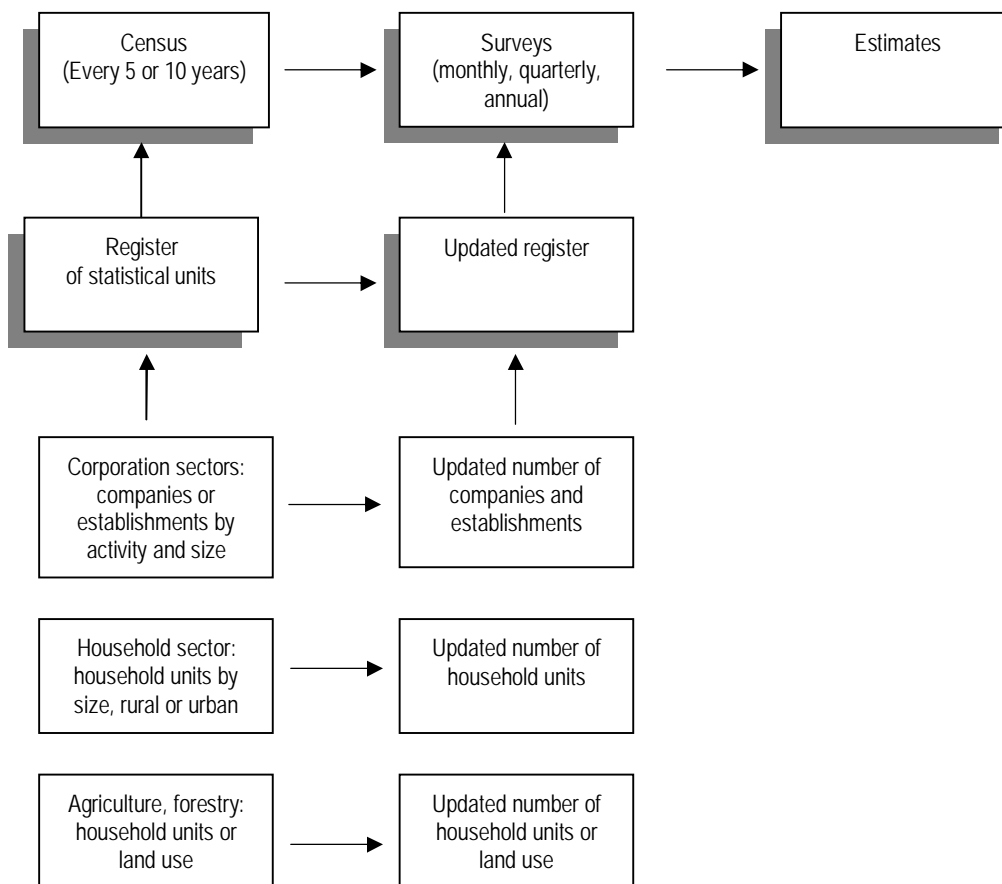 Census
(Every 5 or 10 years)
Surveys
(monthly, quarterly,
annual)
Estimates
Register
of statistical units
Updated register
Corporation sectors:
companies or
establishments by
activity and size
Updated number of
companies and
establishments
Household sector:
household units by
size, rural or urban
Updated number of
household units
Agriculture, forestry:
household units or
land use
Updated number of
household units or
land use